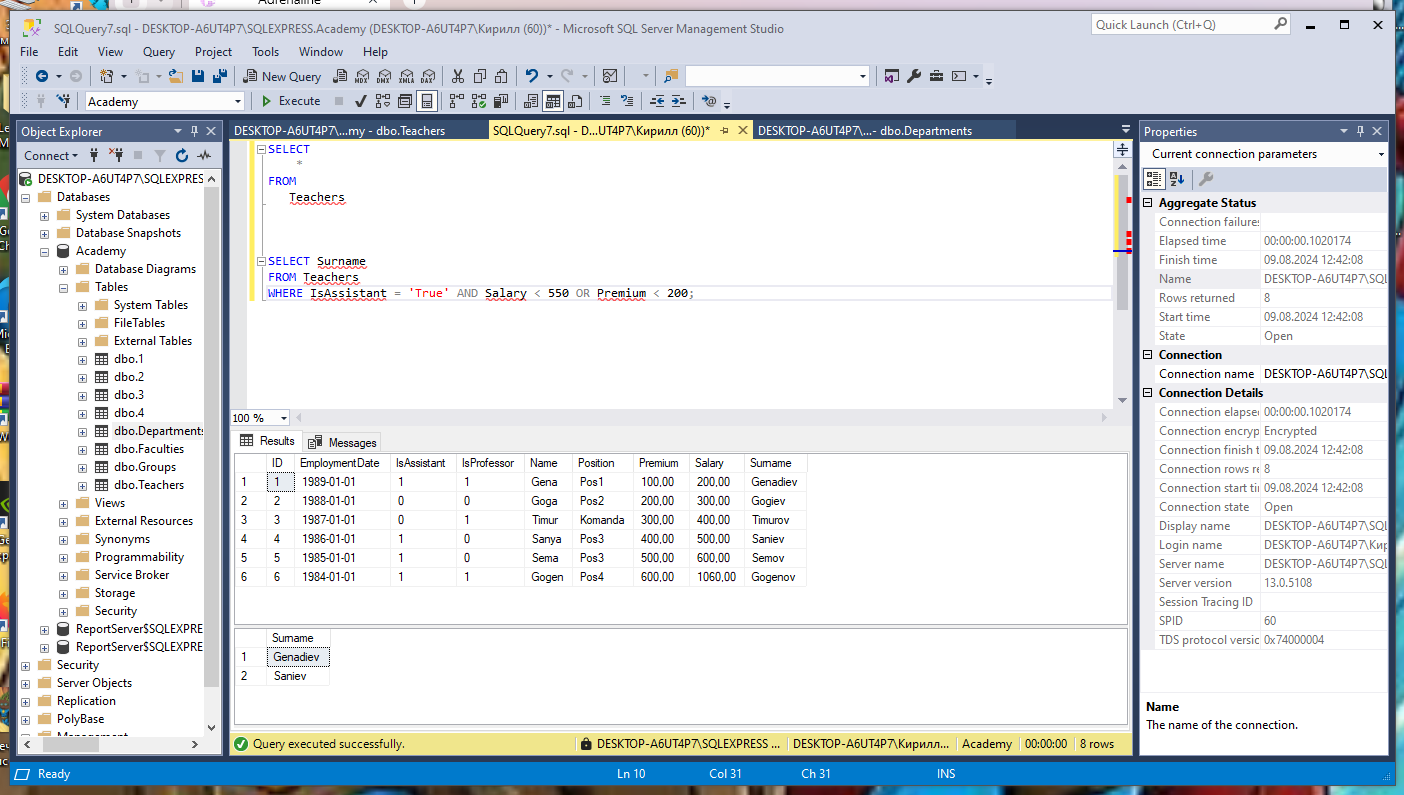 Adrenaline
SQLQuery7.sql - DESKTOP-A6UT4P7\SQLEXPRESS.Academy (DESKTOP-A6UT4P7\Кирилл (60))* - Microsoft SQL Server Management Studio
Quick Launch (Ctrl+Q)
File Edit View Query Project Tools Window Help
New Query MDX DMX XMLA DAX
Academy Execute
Object Explorer
Connect
DESKTOP-A6UT4P7\SQLEXPRES
Databases
System Databases
Database Snapshots
Academy
Database Diagrams
Tables
System Tables
FileTables
External Tables
dbo.1
dbo.2
dbo.3
dbo.4
dbo.Departments
dbo.Faculties
dbo.Groups
dbo.Teachers
Views
External Resources
Synonyms
Programmability
Service Broker
Storage
Security
ReportServer$SQLEXPRE
ReportServer$SQLEXPRE
Security
Server Objects
Replication
PolyBase
Management
DESKTOP-A6UT4P7\...my - dbo.Teachers
SQLQuery7.sql - D...UT4P7\Кирилл (60))*
DESKTOP-A6UT4P7\...- dbo.Departments
SELECT
*
FROM
Teachers
SELECT Surname
FROM Teachers
WHERE IsAssistant = 'True' AND Salary < 550 OR Premium < 200;
100 %
Results Messages
ID EmploymentDate IsAssistant IsProfessor Name Position Premium Salary Surname
1 1 1989-01-01 1 1 Gena Pos1 100,00 200,00 Genadiev
2 2 1988-01-01 0 0 Goga Pos2 200,00 300,00 Gogiev
3 3 1987-01-01 0 1 Timur Komanda 300,00 400,00 Timurov
4 4 1986-01-01 1 0 Sanya Pos3 400,00 500,00 Saniev
5 5 1985-01-01 1 0 Sema Pos3 500,00 600,00 Semov
6 6 1984-01-01 1 1 Gogen Pos4 600,00 1060,00 Gogenov
Surname
1 Genadiev
2 Saniev
Query executed successfully.
DESKTOP-A6UT4P7\SQLEXPRESS ... DESKTOP-A6UT4P7\Кирилл... Academy 00:00:00 8 rows
Properties
Current connection parameters
Aggregate Status
Connection failures
Elapsed time 00:00:00.1020174
Finish time 09.08.2024 12:42:08
Name DESKTOP-A6UT4P7\SQL
Rows returned 8
Start time 09.08.2024 12:42:08
State Open
Connection
Connection name DESKTOP-A6UT4P7\SQL
Connection Details
Connection elapsed 00:00:00.1020174
Connection encryp Encrypted
Connection finish t 09.08.2024 12:42:08
Connection rows re 8
Connection start ti 09.08.2024 12:42:08
Connection state Open
Display name DESKTOP-A6UT4P7\SQL
Login name DESKTOP-A6UT4P7\Кир
Server name DESKTOP-A6UT4P7\SQL
Server version 13.0.5108
Session Tracing ID
SPID 60
TDS protocol versic 0x74000004
Name
The name of the connection.
Ready Ln 10 Col 31 Ch 31 INS